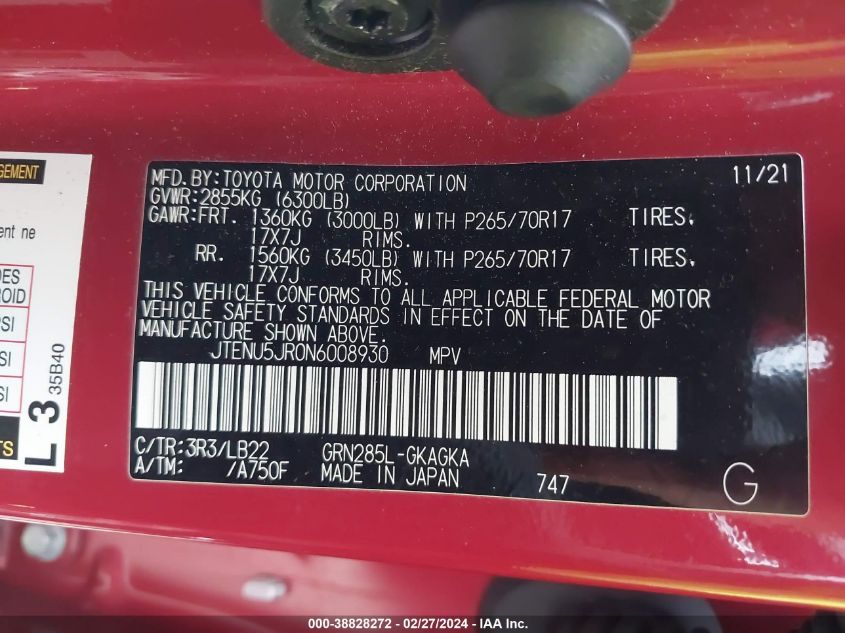 MFD. BY: TOYOTA MOTOR CORPORATION 11/21
GVWR: 2855KG (6300LB)
GAWR: FRT. 1360KG (3000LB) WITH P265/70R17 TIRES,
17X7J RIMS.
RR. 1560KG (3450LB) WITH P265/70R17 TIRES,
17X7J RIMS.
THIS VEHICLE CONFORMS TO ALL APPLICABLE FEDERAL MOTOR
VEHICLE SAFETY STANDARDS IN EFFECT ON THE DATE OF
MANUFACTURE SHOWN ABOVE.
JTENU5JR0N6008930 MPV
C/TR: 3R3/LB22 GRN285L-GKAGKA
A/TM: /A750F MADE IN JAPAN 747 G
L 3
35B40
000-38828272 - 02/27/2024 - IAA Inc.